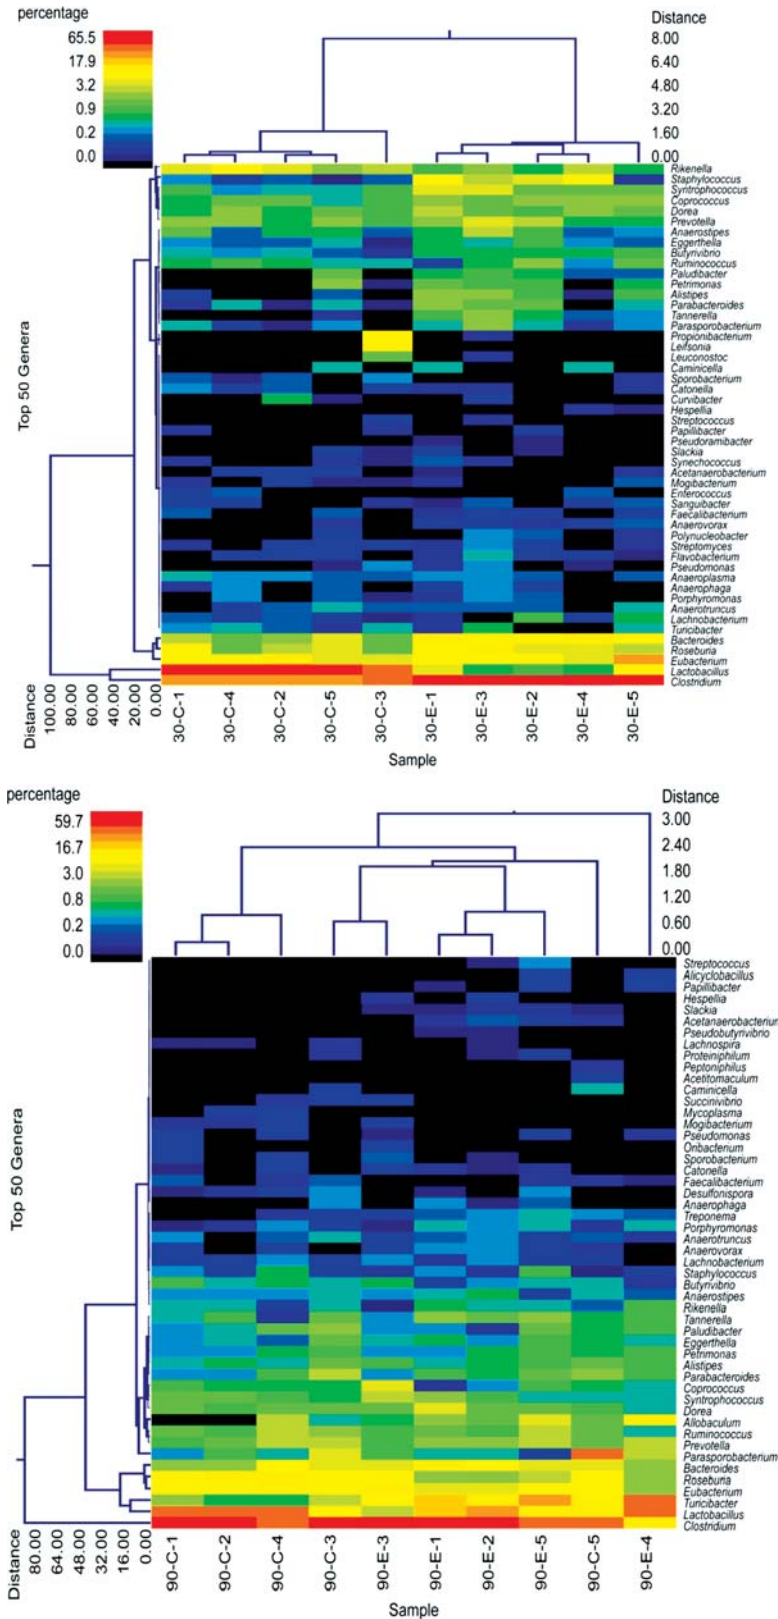 percentage
65.5
17.9
3.2
0.9
0.2
0.0
Distance
8.00
6.40
4.80
3.20
1.60
0.00
Rikenella
Staphylococcus
Syntrophococcus
Coprococcus
Dorea
Prevotella
Anaerostipes
Eggerthella
Butyrivibrio
Ruminococcus
Paludibacter
Petrimonas
Alistipes
Parabacteroides
Tannerella
Parasporobacterium
Propionibacterium
Leifsonia
Leuconostoc
Caminicella
Sporobacterium
Catonella
Curvibacter
Hespellia
Streptococcus
Papillibacter
Pseudoramibacter
Slackia
Synechococcus
Acetanaerobacterium
Mogibacterium
Enterococcus
Sanguibacter
Faecalibacterium
Anaerovorax
Polynucleobacter
Streptomyces
Flavobacterium
Pseudomonas
Anaeroplasma
Anaerophaga
Porphyromonas
Anaerotruncus
Lachnobacterium
Turicibacter
Bacteroides
Roseburia
Eubacterium
Lactobacillus
Clostridium
Top 50 Genera
Distance
100.00
80.00
60.00
40.00
20.00
0.00
30-C-1
30-C-4
30-C-2
30-C-5
30-C-3
30-E-1
30-E-3
30-E-2
30-E-4
30-E-5
Sample
percentage
59.7
16.7
3.0
0.8
0.2
0.0
Distance
3.00
2.40
1.80
1.20
0.60
0.00
Streptococcus
Alicyclobacillus
Papillibacter
Hespellia
Slackia
Acetanaerobacterium
Pseudobutyrivibrio
Lachnospira
Proteiniphilum
Peptoniphilus
Acetitomaculum
Caminicella
Succinivibrio
Mycoplasma
Mogibacterium
Pseudomonas
Oribacterium
Sporobacterium
Catonella
Faecalibacterium
Desulfonispora
Anaerophaga
Treponema
Porphyromonas
Anaerotruncus
Anaerovorax
Lachnobacterium
Staphylococcus
Butyrivibrio
Anaerostipes
Rikenella
Tannerella
Paludibacter
Eggerthella
Petrimonas
Alistipes
Parabacteroides
Coprococcus
Syntrophococcus
Dorea
Allobaculum
Ruminococcus
Prevotella
Parasporobacterium
Bacteroides
Roseburia
Eubacterium
Turicibacter
Lactobacillus
Clostridium
Top 50 Genera
Distance
80.00
64.00
48.00
32.00
16.00
0.00
90-C-1
90-C-2
90-C-4
90-C-3
90-E-3
90-E-1
90-E-2
90-E-5
90-C-5
90-E-4
Sample